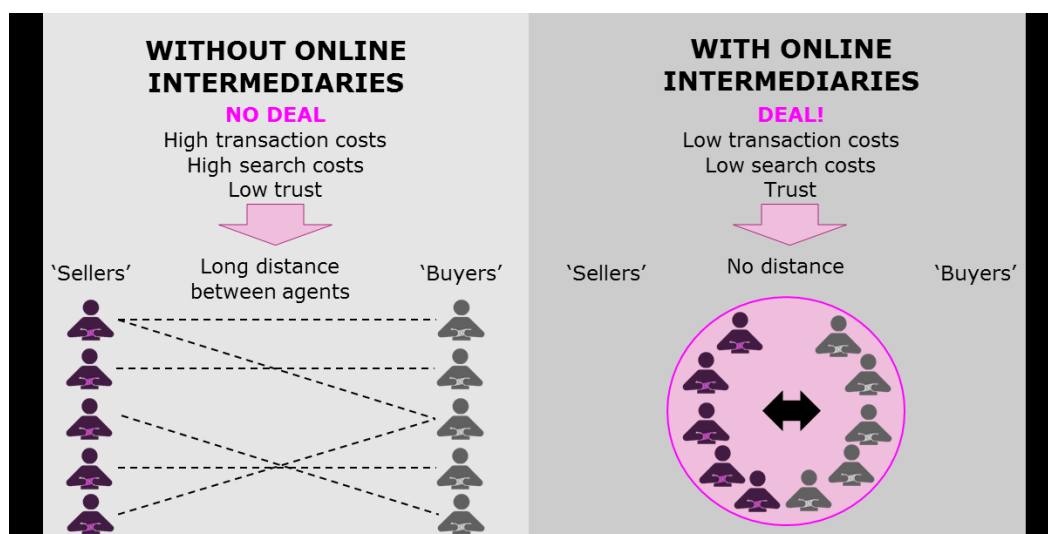 WITHOUT ONLINE
INTERMEDIARIES
NO DEAL
High transaction costs
High search costs
Low trust
‘Sellers’
Long distance
between agents
‘Buyers’
WITH ONLINE
INTERMEDIARIES
DEAL!
Low transaction costs
Low search costs
Trust
‘Sellers’
No distance
‘Buyers’